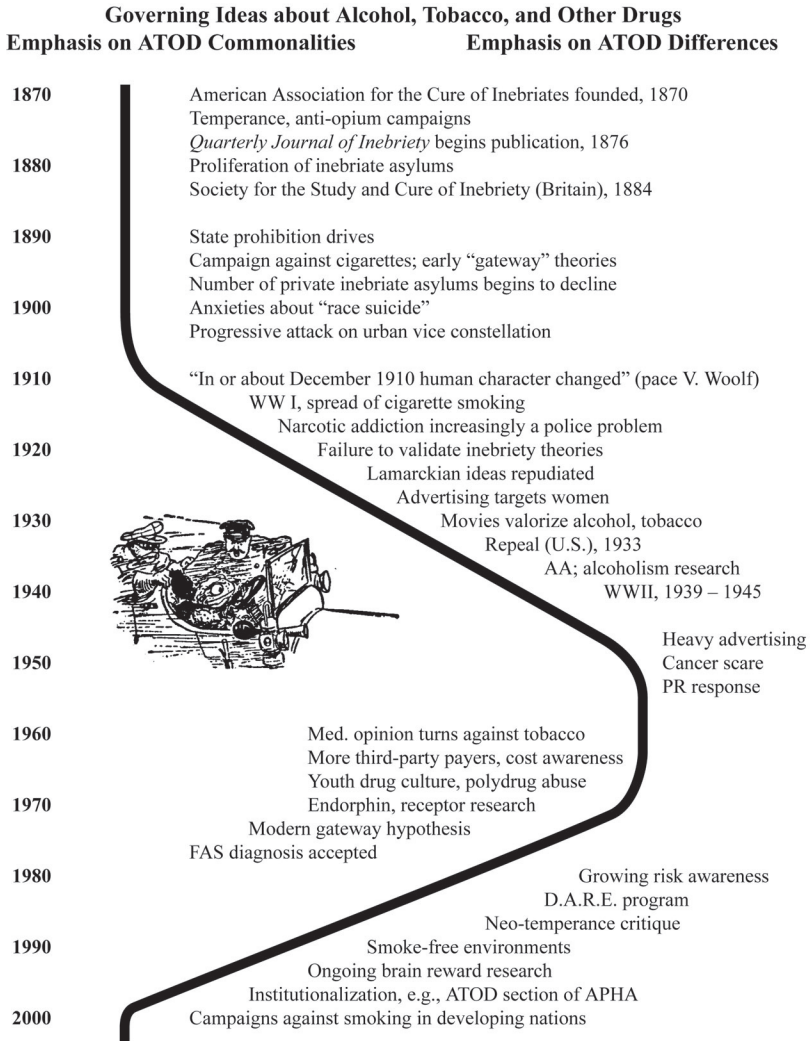 Governing Ideas about Alcohol, Tobacco, and Other Drugs
Emphasis on ATOD Commonalities Emphasis on ATOD Differences
1870 American Association for the Cure of Inebriates founded, 1870
Temperance, anti-opium campaigns
Quarterly Journal of Inebriety begins publication, 1876
1880 Proliferation of inebriate asylums
Society for the Study and Cure of Inebriety (Britain), 1884
1890 State prohibition drives
Campaign against cigarettes; early “gateway” theories
Number of private inebriate asylums begins to decline
1900 Anxieties about “race suicide”
Progressive attack on urban vice constellation
1910 “In or about December 1910 human character changed” (pace V. Woolf)
WW I, spread of cigarette smoking
Narcotic addiction increasingly a police problem
1920 Failure to validate inebriety theories
Lamarckian ideas repudiated
Advertising targets women
1930 Movies valorize alcohol, tobacco
Repeal (U.S.), 1933
AA; alcoholism research
1940 WWII, 1939 – 1945
Heavy advertising
1950 Cancer scare
PR response
1960 Med. opinion turns against tobacco
More third-party payers, cost awareness
Youth drug culture, polydrug abuse
1970 Endorphin, receptor research
Modern gateway hypothesis
FAS diagnosis accepted
1980 Growing risk awareness
D.A.R.E. program
Neo-temperance critique
1990 Smoke-free environments
Ongoing brain reward research
Institutionalization, e.g., ATOD section of APHA
2000 Campaigns against smoking in developing nations